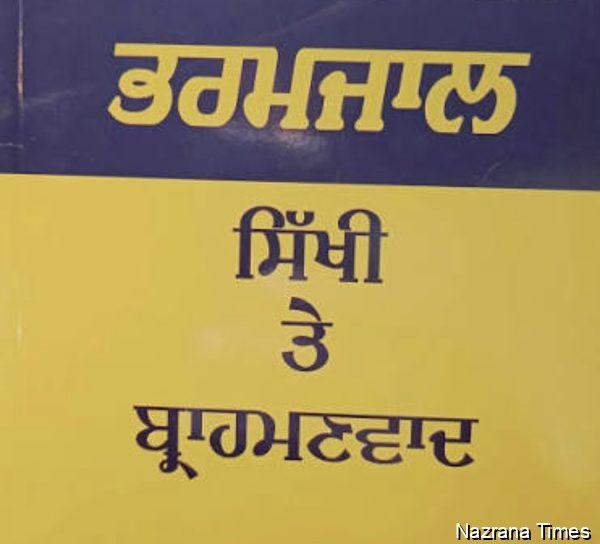 ਭਰਮਜਾਲ
ਸਿੱਖੀ
ਤੇ
ਬ੍ਰਾਹਮਣਵਾਦ
Nazrana Times